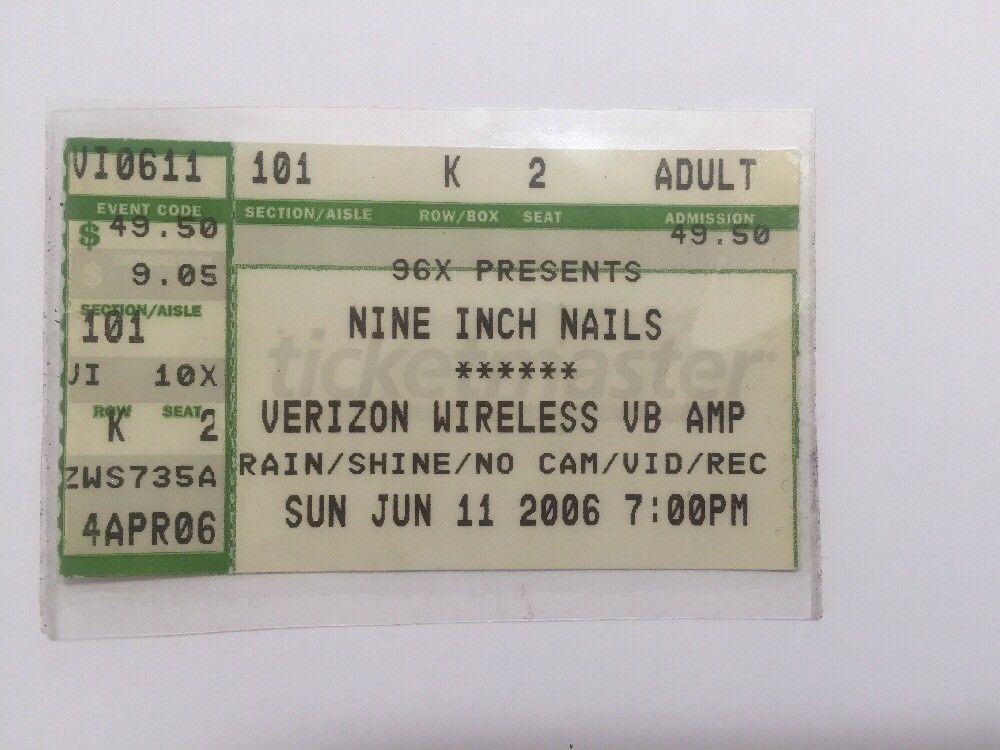 VI0611
EVENT CODE
$ 49.50
$ 9.05
SECTION/AISLE
101
JI 10X
ROW SEAT
K 2
ZWS735A
4APR06
101 K 2 ADULT
SECTION/AISLE ROW/BOX SEAT ADMISSION
49.50
96X PRESENTS
NINE INCH NAILS
******
ticketmaster
VERIZON WIRELESS VB AMP
RAIN/SHINE/NO CAM/VID/REC
SUN JUN 11 2006 7:00PM